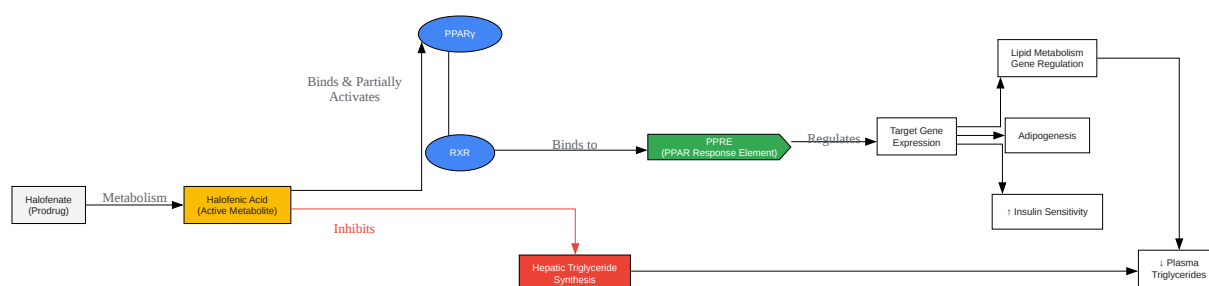 PPARγ
Lipid Metabolism
Gene Regulation
Binds & Partially
Activates
PPRE
(PPAR Response Element)
Regulates
Target Gene
Expression
Adipogenesis
RXR
Binds to
Halofenate
(Prodrug)
Metabolism
Halofenic Acid
(Active Metabolite)
↑ Insulin Sensitivity
Inhibits
Hepatic Triglyceride
Synthesis
↓ Plasma
Triglycerides